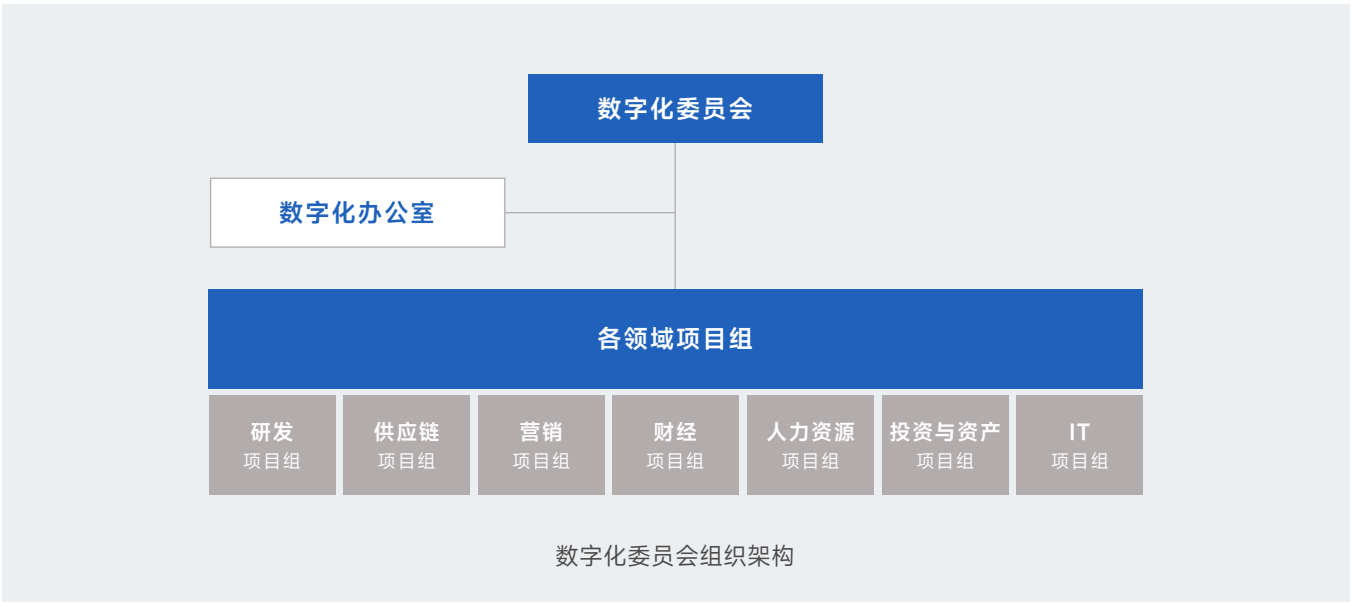 数字化委员会
数字化办公室
各领域项目组
研发
项目组
供应链
项目组
营销
项目组
财经
项目组
人力资源
项目组
投资与资产
项目组
IT
项目组
数字化委员会组织架构